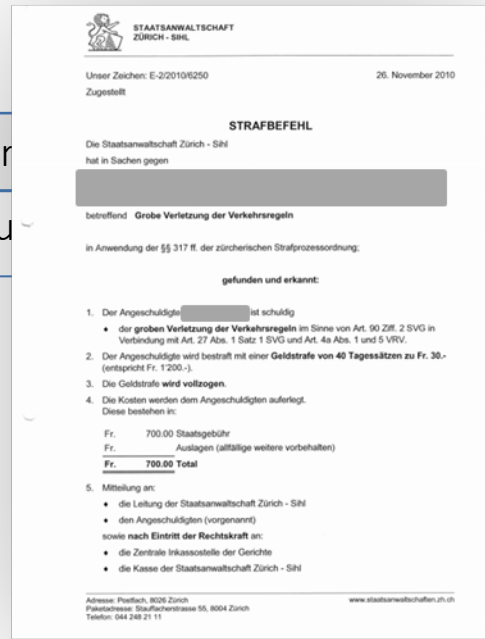 STAATSANWALTSCHAFT
ZÜRICH - SIHL
Unser Zeichen: E-2/2010/6250 26. November 2010
Zugestellt
STRAFBEFEHL
Die Staatsanwaltschaft Zürich - Sihl
hat in Sachen gegen
betreffend Grobe Verletzung der Verkehrsregeln
in Anwendung der §§ 317 ff. der zürcherischen Strafprozessordnung;
gefunden und erkannt:
1. Der Angeschuldigte ist schuldig
• der groben Verletzung der Verkehrsregeln im Sinne von Art. 90 Ziff. 2 SVG in
Verbindung mit Art. 27 Abs. 1 Satz 1 SVG und Art. 4a Abs. 1 und 5 VRV.
2. Der Angeschuldigte wird bestraft mit einer Geldstrafe von 40 Tagessätzen zu Fr. 30.-
(entspricht Fr. 1'200.-).
3. Die Geldstrafe wird vollzogen.
4. Die Kosten werden dem Angeschuldigten auferlegt.
Diese bestehen in:
Fr. 700.00 Staatsgebühr
Fr. Auslagen (allfällige weitere vorbehalten)
Fr. 700.00 Total
5. Mitteilung an:
• die Leitung der Staatsanwaltschaft Zürich - Sihl
• den Angeschuldigten (vorgenannt)
sowie nach Eintritt der Rechtskraft an:
• die Zentrale Inkassostelle der Gerichte
• die Kasse der Staatsanwaltschaft Zürich - Sihl
Adresse: Postfach, 8026 Zürich www.staatsanwaltschaften.zh.ch
Paketadresse: Stauffacherstrasse 55, 8004 Zürich
Telefon: 044 248 21 11